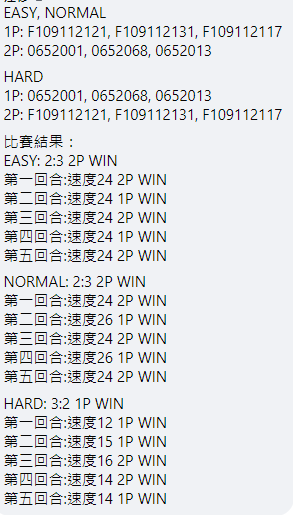 EASY, NORMAL
1P: F109112121, F109112131, F109112117
2P: 0652001, 0652068, 0652013
HARD
1P: 0652001, 0652068, 0652013
2P: F109112121, F109112131, F109112117
比賽結果：
EASY: 2:3 2P WIN
第一回合:速度24 2P WIN
第二回合:速度24 1P WIN
第三回合:速度24 2P WIN
第四回合:速度24 1P WIN
第五回合:速度24 2P WIN
NORMAL: 2:3 2P WIN
第一回合:速度24 2P WIN
第二回合:速度26 1P WIN
第三回合:速度24 2P WIN
第四回合:速度26 1P WIN
第五回合:速度24 2P WIN
HARD: 3:2 1P WIN
第一回合:速度12 1P WIN
第二回合:速度15 1P WIN
第三回合:速度16 2P WIN
第四回合:速度14 2P WIN
第五回合:速度14 1P WIN